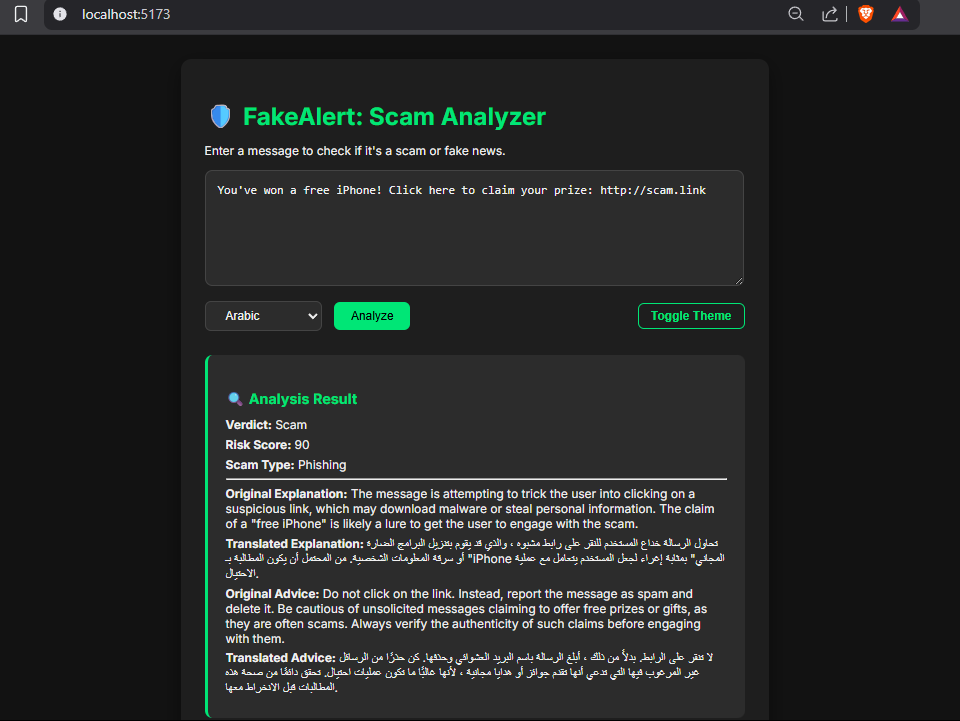 localhost:5173
FakeAlert: Scam Analyzer
Enter a message to check if it's a scam or fake news.
You've won a free iPhone! Click here to claim your prize: http://scam.link
Arabic
Analyze
Toggle Theme
Analysis Result
Verdict: Scam
Risk Score: 90
Scam Type: Phishing
Original Explanation: The message is attempting to trick the user into clicking on a
suspicious link, which may download malware or steal personal information. The claim
of a "free iPhone" is likely a lure to get the user to engage with the scam.
Translated Explanation: تحاول الرسالة خداع المستخدم للنقر على رابط مشبوه ، والذي قد يقوم بتنزيل البرامج الضارة
أو سرقة المعلومات الشخصية. من المحتمل أن يكون المطالبة بـ "iPhone المجاني" بمثابة إغراء لجعل المستخدم يتعامل مع عملية
الاحتيال.
Original Advice: Do not click on the link. Instead, report the message as spam and
delete it. Be cautious of unsolicited messages claiming to offer free prizes or gifts, as
they are often scams. Always verify the authenticity of such claims before engaging
with them.
Translated Advice: لا تنقر على الرابط. بدلاً من ذلك ، أبلغ الرسالة باسم البريد العشوائي وحذفها. كن حذرًا من الرسائل
غير المرغوب فيها التي تدعي أنها تقدم جوائز أو هدايا مجانية ، لأنها غالبًا ما تكون عمليات احتيال. تحقق دائمًا من صحة هذه
المطالبات قبل الانخراط معها.